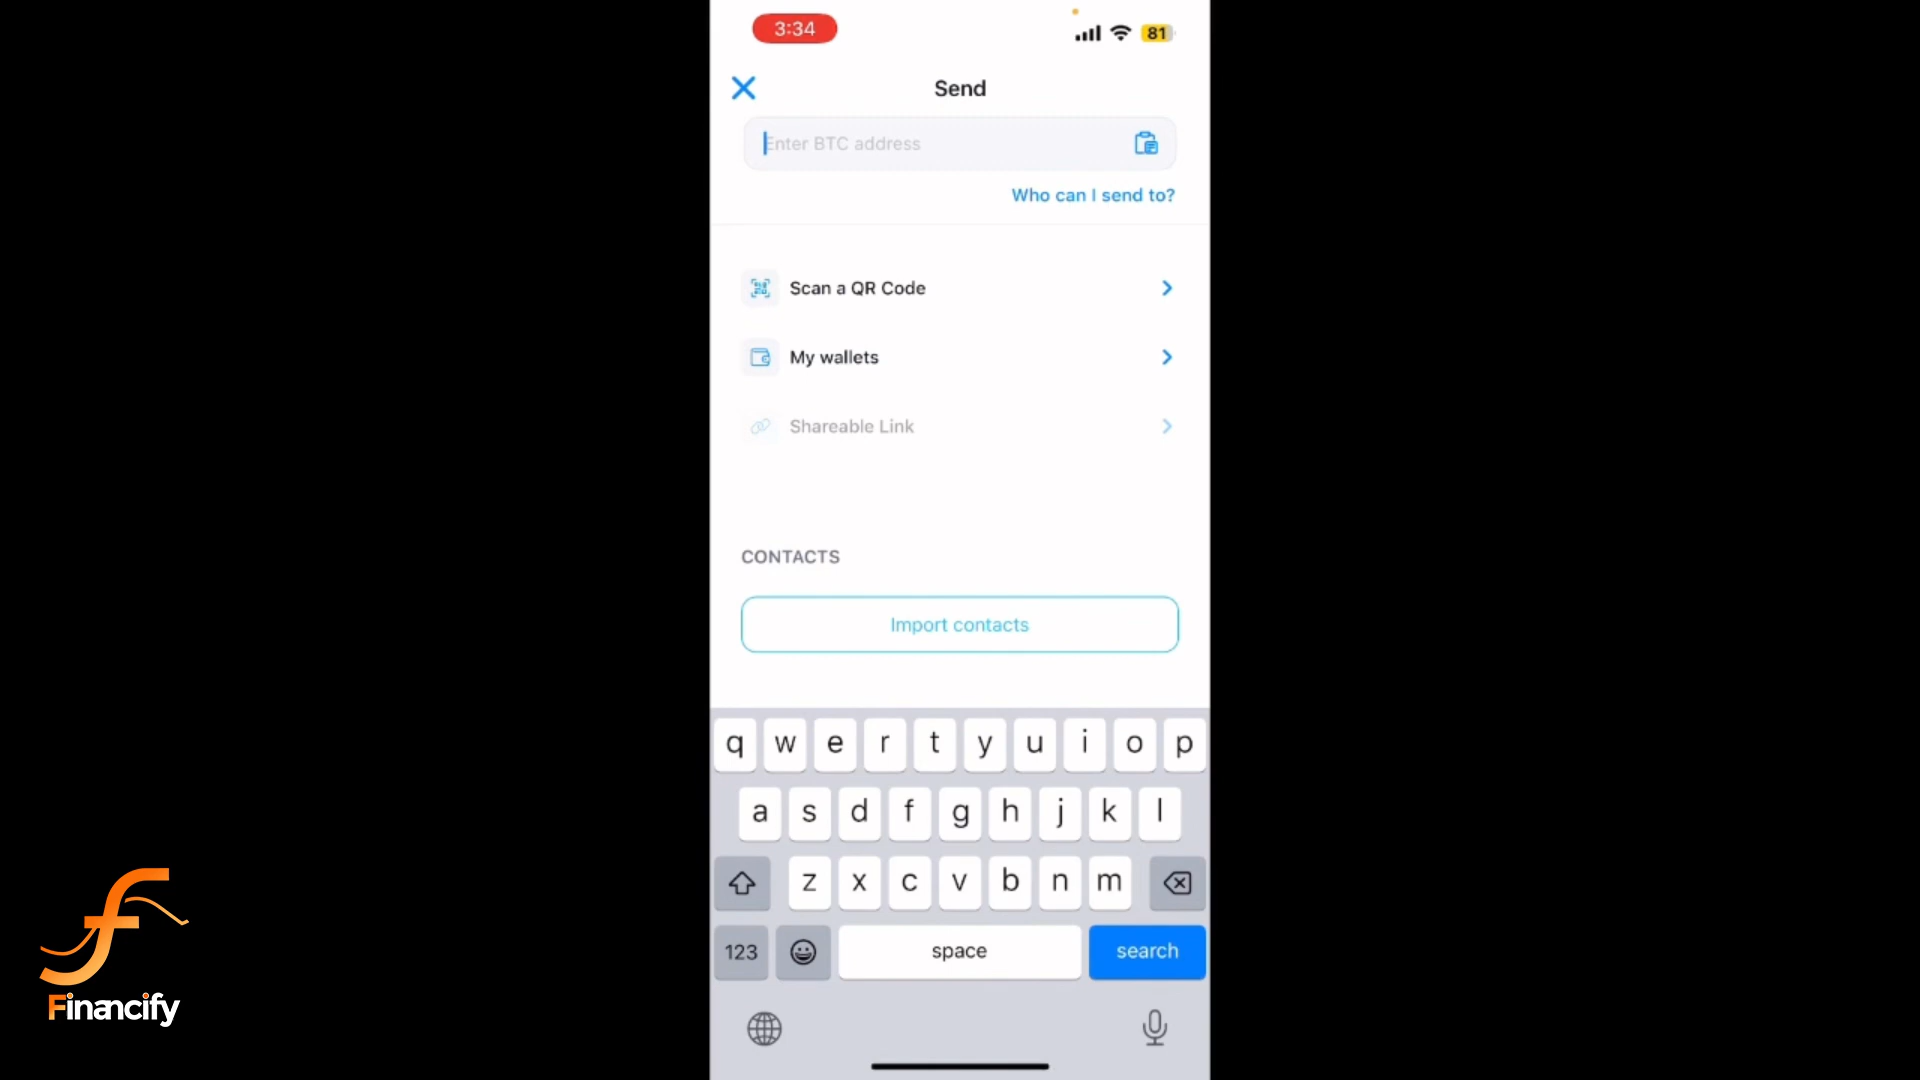 3:34
81
Send
Enter BTC address
Who can I send to?
Scan a QR Code
My wallets
Shareable Link
CONTACTS
Import contacts
q w e r t y u i o p
a s d f g h j k l
z x c v b n m
123 space search
Financify